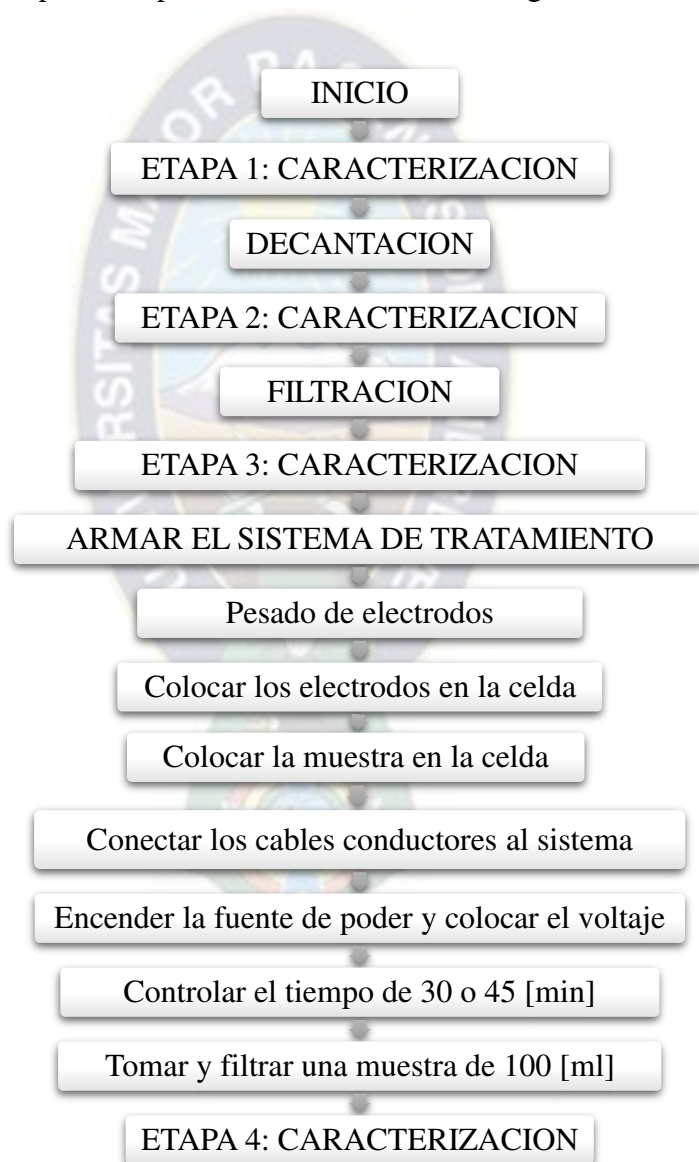 INICIO
ETAPA 1: CARACTERIZACION
DECANTACION
ETAPA 2: CARACTERIZACION
FILTRACION
ETAPA 3: CARACTERIZACION
ARMAR EL SISTEMA DE TRATAMIENTO
Pesado de electrodos
Colocar los electrodos en la celda
Colocar la muestra en la celda
Conectar los cables conductores al sistema
Encender la fuente de poder y colocar el voltaje
Controlar el tiempo de 30 o 45 [min]
Tomar y filtrar una muestra de 100 [ml]
ETAPA 4: CARACTERIZACION